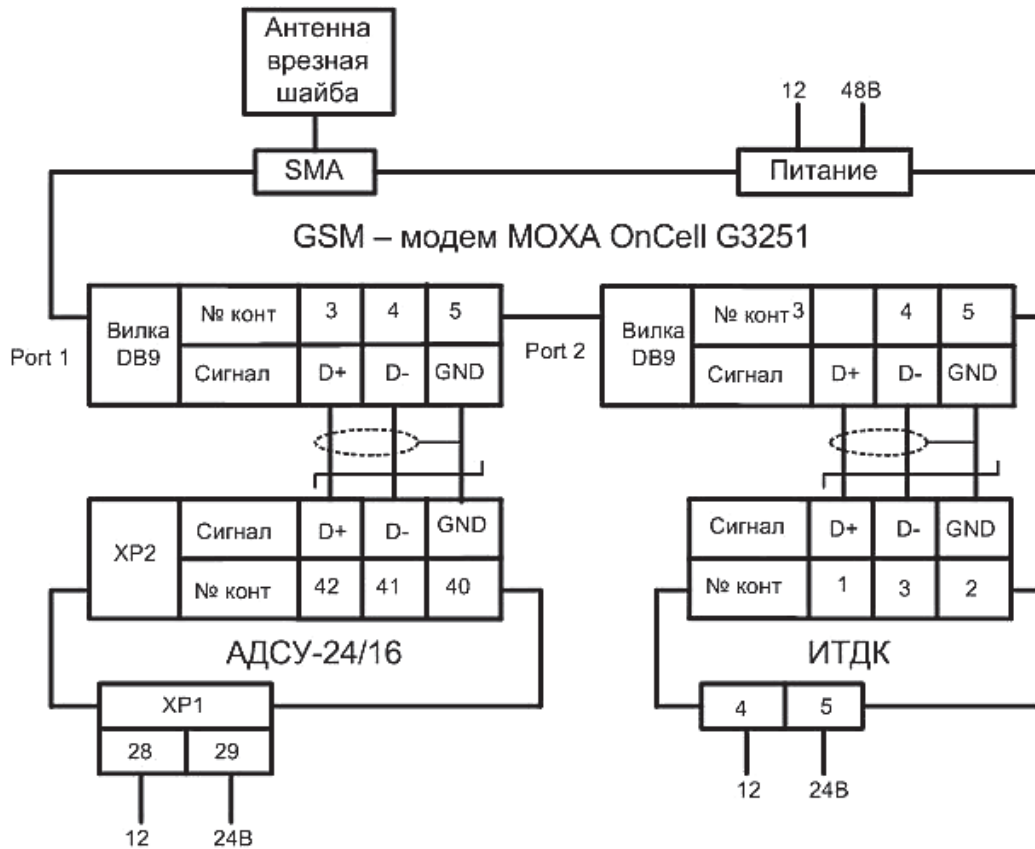 Антенна
врезная
шайба
12 48В
SMA
Питание
GSM – модем MOXA OnCell G3251
Port 1
Вилка
DB9
№ конт 3 4 5
Сигнал D+ D- GND
Port 2
Вилка
DB9
№ конт 3 4 5
Сигнал D+ D- GND
XP2
Сигнал D+ D- GND
№ конт 42 41 40
Сигнал D+ D- GND
№ конт 1 3 2
АДСУ-24/16
ИТДК
XP1
28 29
12 24В
4 5
12 24В